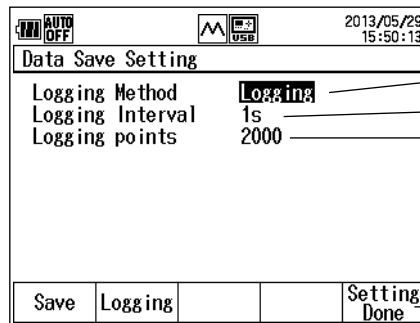 AUTO
OFF
USB
2013/05/29
15:50:13
Data Save Setting
Logging Method Logging
Logging Interval 1s
Logging points 2000
Save Logging Setting
Done